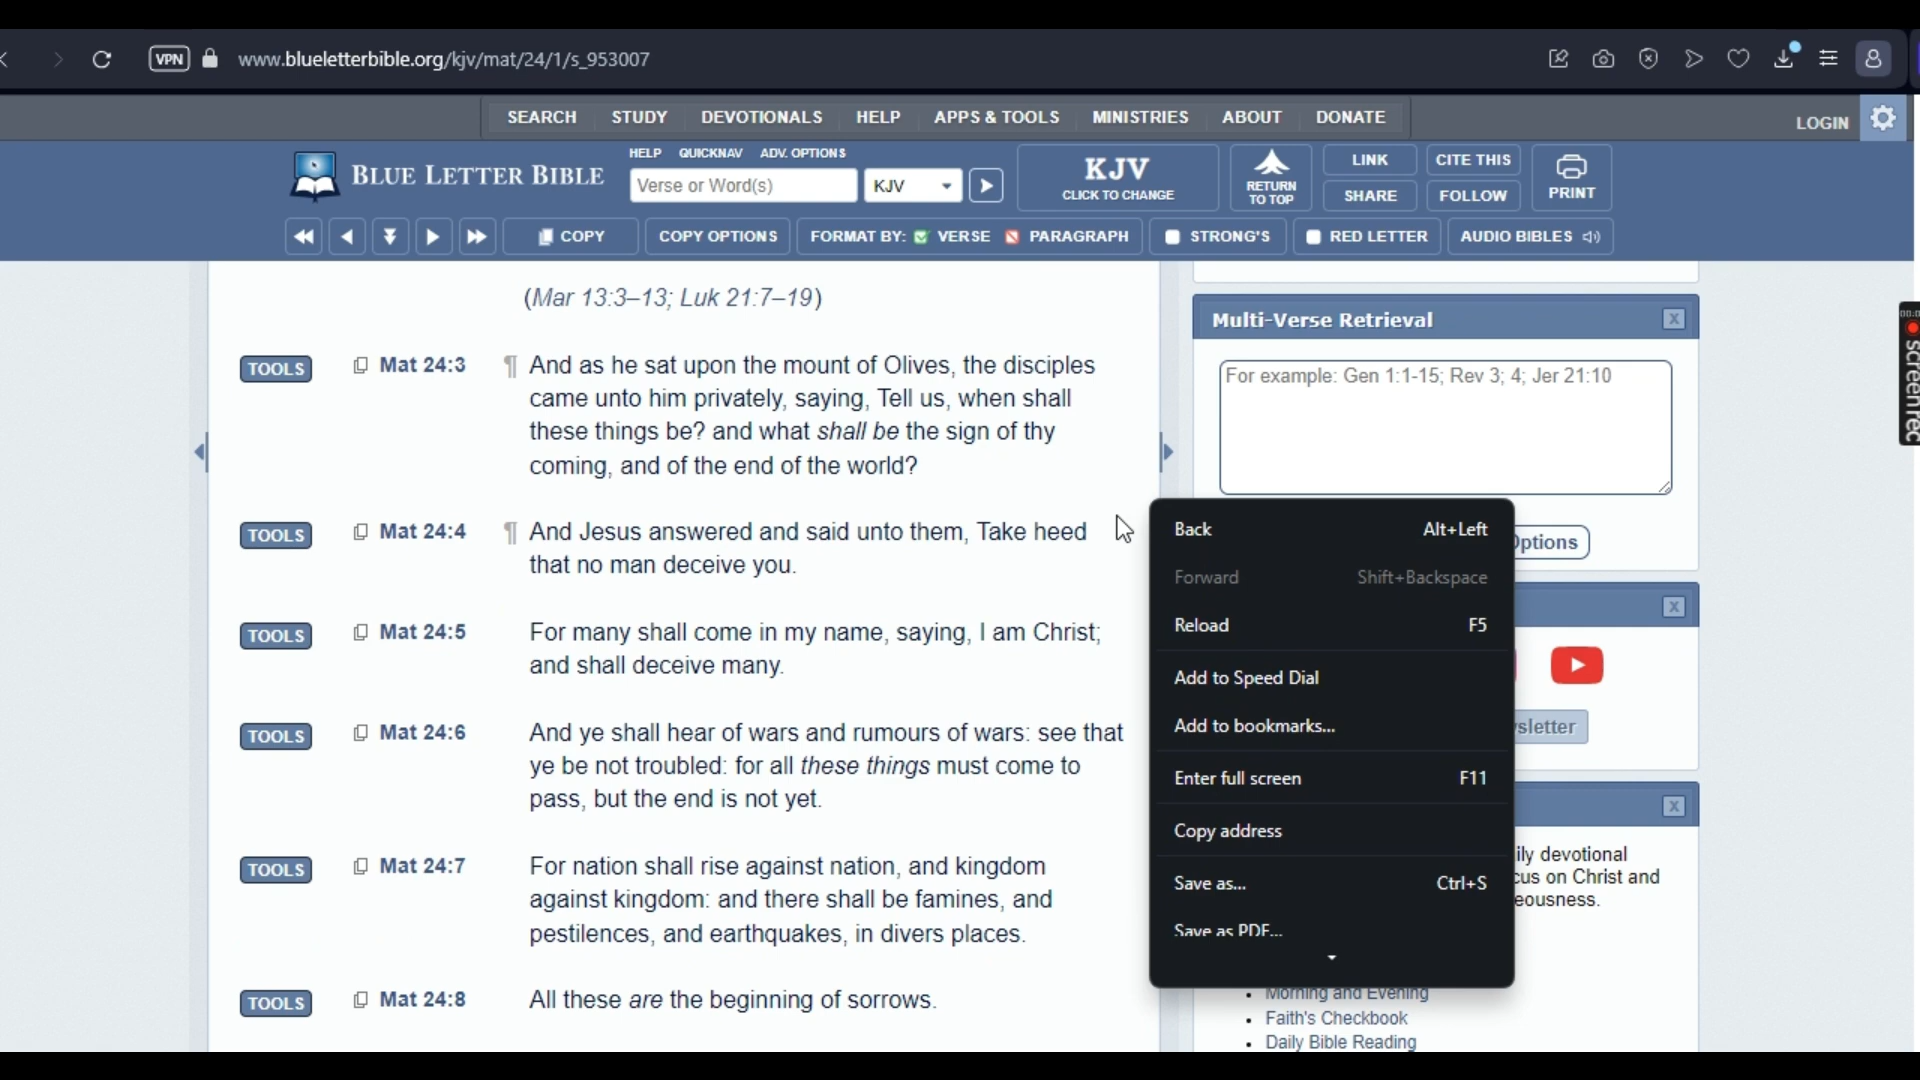 VPN www.blueletterbible.org/kjv/mat/24/1/s_953007
SEARCH STUDY DEVOTIONALS HELP APPS & TOOLS MINISTRIES ABOUT DONATE
LOGIN
BLUE LETTER BIBLE
HELP QUICKNAV ADV. OPTIONS
Verse or Word(s) KJV
KJV
CLICK TO CHANGE
RETURN
TO TOP
LINK CITE THIS
SHARE FOLLOW
PRINT
COPY COPY OPTIONS FORMAT BY: VERSE PARAGRAPH STRONG'S RED LETTER AUDIO BIBLES
(Mar 13:3–13; Luk 21:7–19)
TOOLS Mat 24:3 ¶ And as he sat upon the mount of Olives, the disciples
came unto him privately, saying, Tell us, when shall
these things be? and what shall be the sign of thy
coming, and of the end of the world?
TOOLS Mat 24:4 ¶ And Jesus answered and said unto them, Take heed
that no man deceive you.
TOOLS Mat 24:5 For many shall come in my name, saying, I am Christ;
and shall deceive many.
TOOLS Mat 24:6 And ye shall hear of wars and rumours of wars: see that
ye be not troubled: for all these things must come to
pass, but the end is not yet.
TOOLS Mat 24:7 For nation shall rise against nation, and kingdom
against kingdom: and there shall be famines, and
pestilences, and earthquakes, in divers places.
TOOLS Mat 24:8 All these are the beginning of sorrows.
Multi-Verse Retrieval X
For example: Gen 1:1-15; Rev 3; 4; Jer 21:10
Options
X
sletter
X
ily devotional
cus on Christ and
eousness.
Morning and Evening
Faith's Checkbook
Daily Bible Reading
Back Alt+Left
Forward Shift+Backspace
Reload F5
Add to Speed Dial
Add to bookmarks...
Enter full screen F11
Copy address
Save as... Ctrl+S
Save as PDF...
screenrec